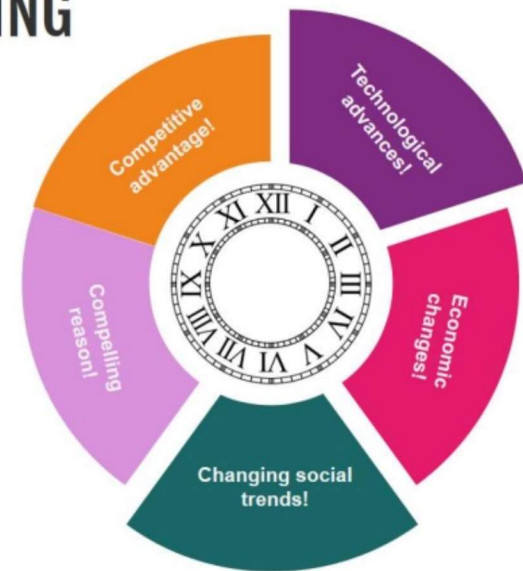 ING
Technological
advances!
Economic
changes!
Changing social
trends!
Compelling
reason!
Competitive
advantage!
XII
I
II
III
IV
V
VI
VII
VIII
IX
X
XI